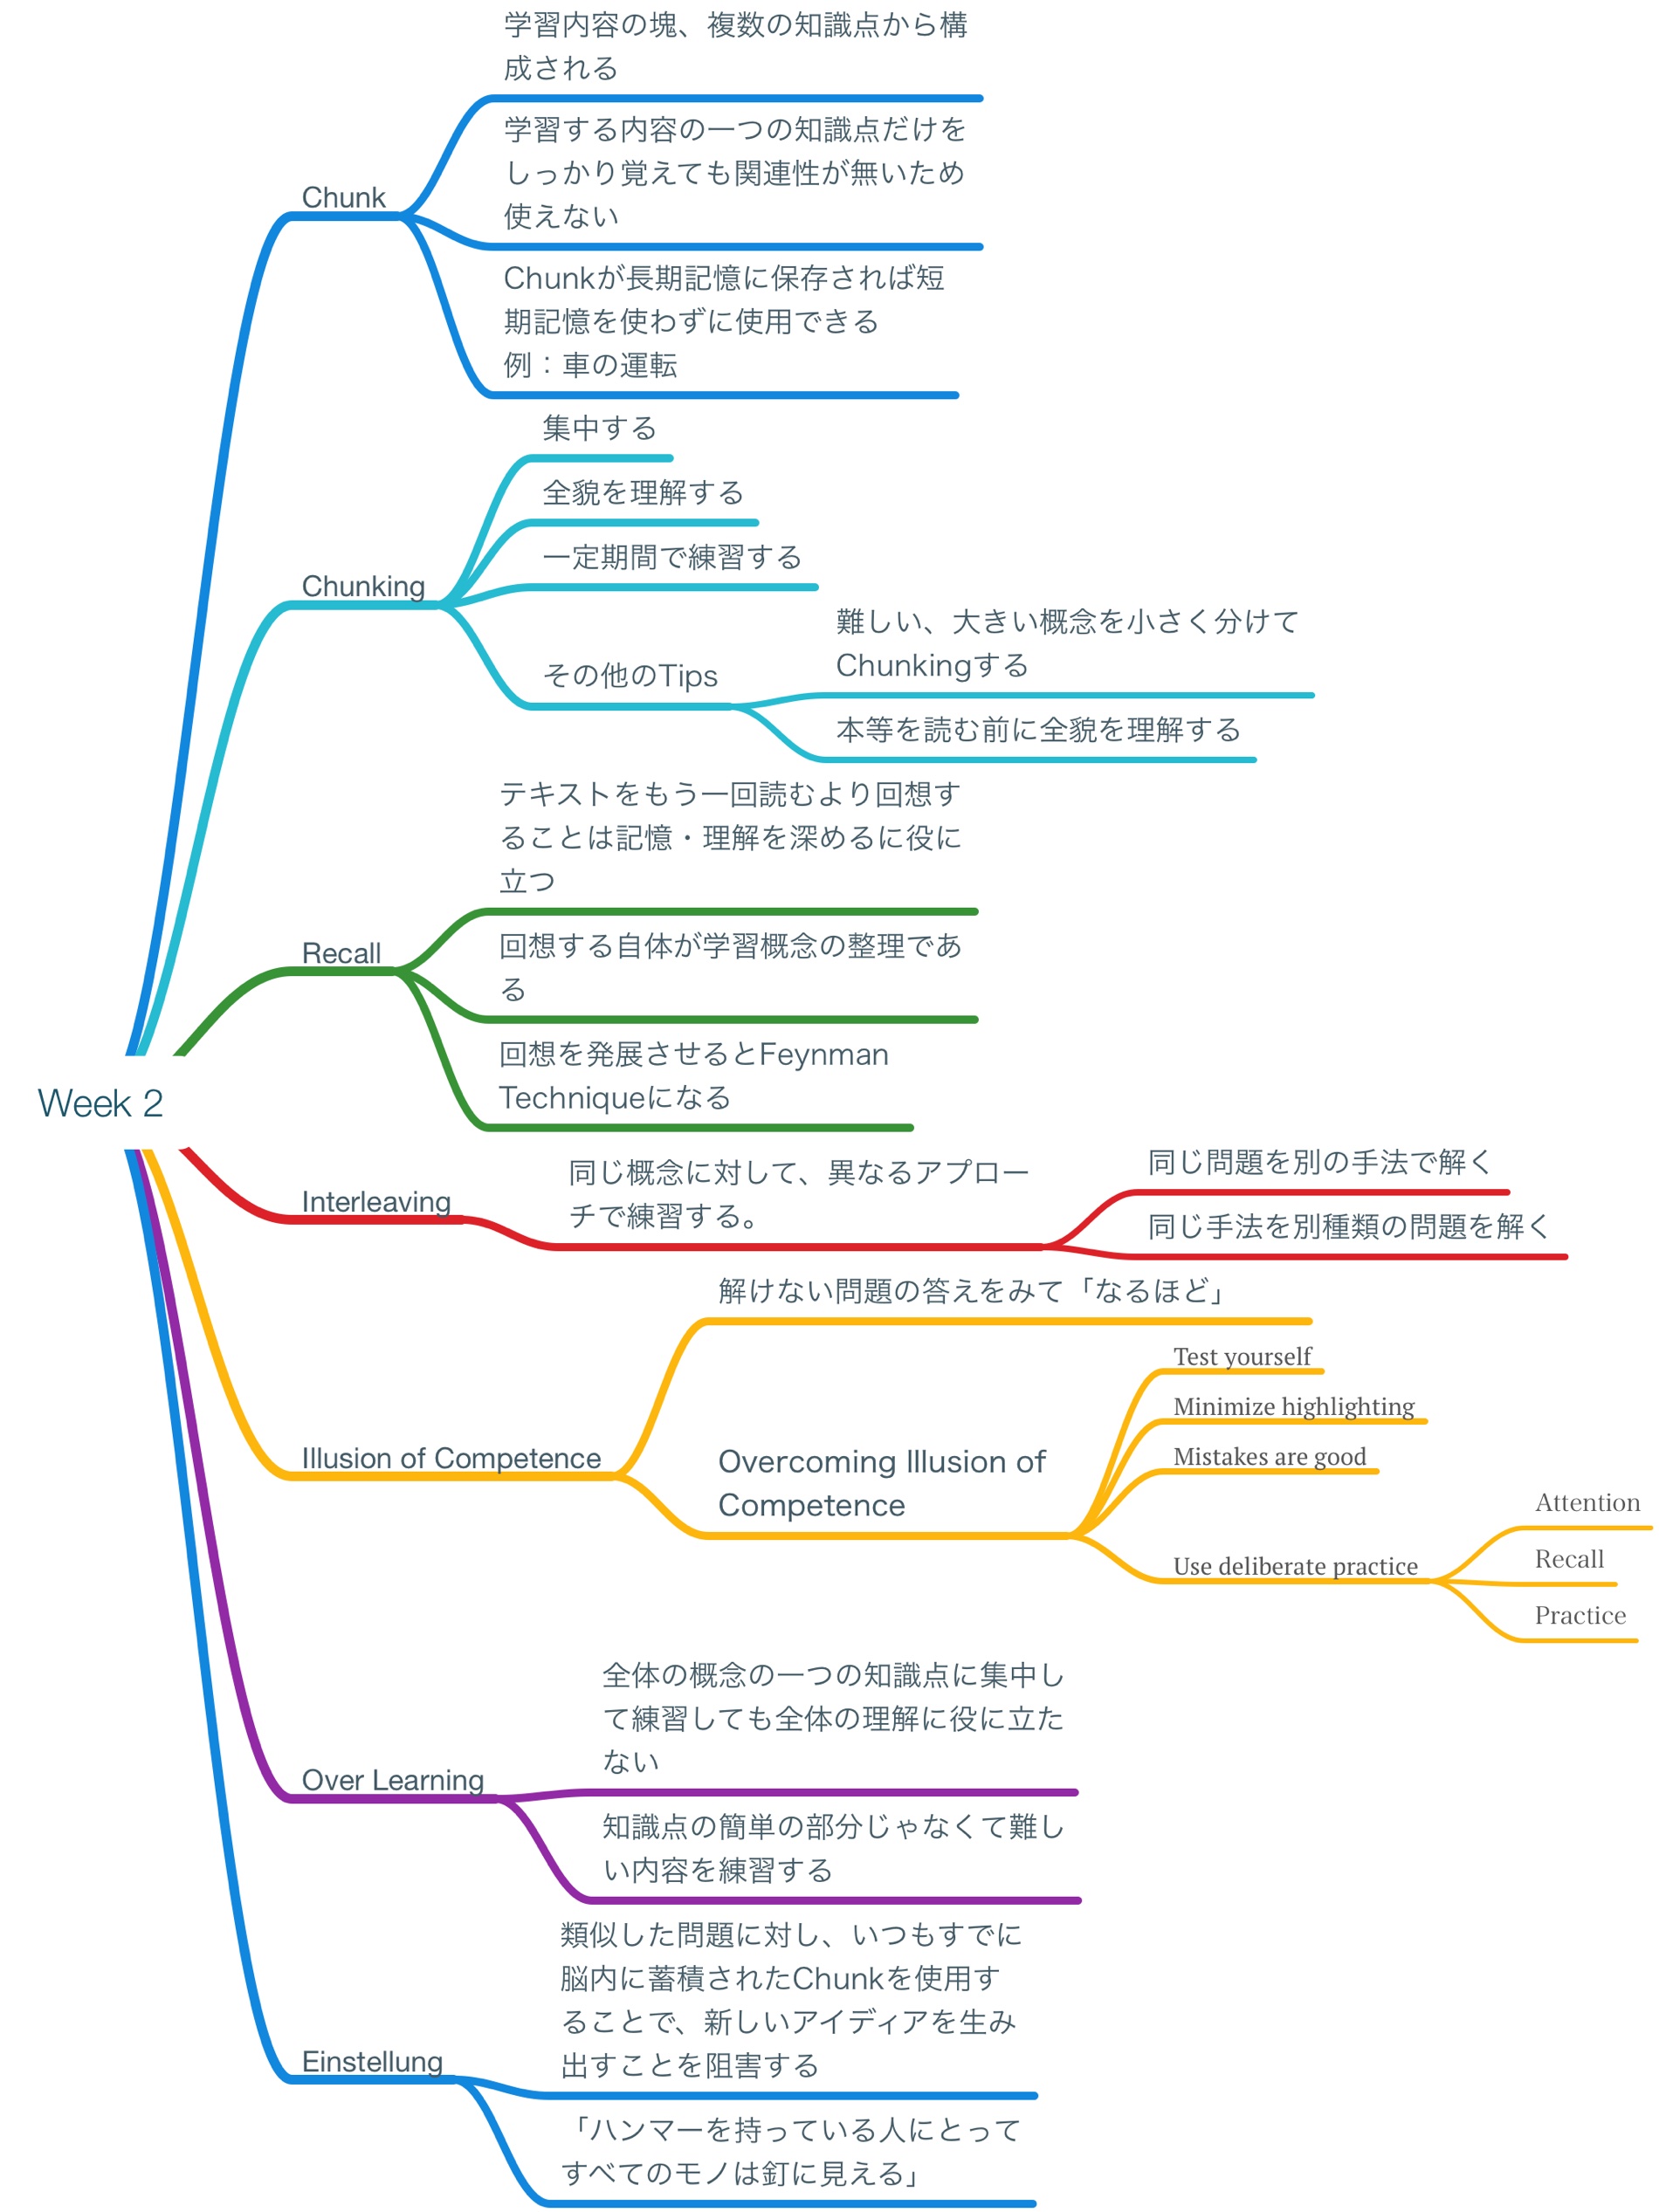 Week 2
Chunk
学習内容の塊、複数の知識点から構
成される
学習する内容の一つの知識点だけを
しっかり覚えても関連性が無いため
使えない
Chunkが長期記憶に保存されれば短
期記憶を使わずに使用できる
例：車の運転
Chunking
集中する
全貌を理解する
一定期間で練習する
その他のTips
難しい、大きい概念を小さく分けて
Chunkingする
本等を読む前に全貌を理解する
Recall
テキストをもう一回読むより回想す
ることは記憶・理解を深めるに役に
立つ
回想する自体が学習概念の整理であ
る
回想を発展させるとFeynman
Techniqueになる
Interleaving
同じ概念に対して、異なるアプロー
チで練習する。
同じ問題を別の手法で解く
同じ手法を別種類の問題を解く
Illusion of Competence
解けない問題の答えをみて「なるほど」
Overcoming Illusion of
Competence
Test yourself
Minimize highlighting
Mistakes are good
Use deliberate practice
Attention
Recall
Practice
Over Learning
全体の概念の一つの知識点に集中し
て練習しても全体の理解に役に立た
ない
知識点の簡単の部分じゃなくて難し
い内容を練習する
Einstellung
類似した問題に対し、いつもすでに
脳内に蓄積されたChunkを使用す
ることで、新しいアイディアを生み
出すことを阻害する
「ハンマーを持っている人にとって
すべてのモノは釘に見える」